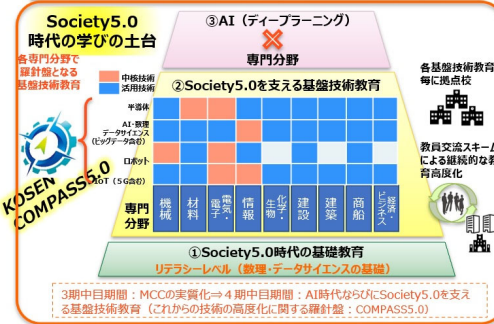 Society5.0
時代の学びの土台
各専門分野で
羅針盤となる
基盤技術教育
③AI（ディープラーニング）
専門分野
中核技術
活用技術
②Society5.0を支える基盤技術教育
半導体
AI・数理
データサイエンス
(ビッグデータ含む)
ロボット
IoT（5G含む）
KOSEN
COMPASS5.0
専門
分野
機械
材料
電気・電子
情報
化学・生物
建設
建築
商船
経済・ビジネス
各基盤技術教育
毎に拠点校
教員交流スキーム
による継続的な教
育高度化
①Society5.0時代の基礎教育
リテラシーレベル（数理・データサイエンスの基礎）
3期中目期間：MCCの実質化⇒４期中目期間：AI時代ならびにSociety5.0を支え
る基盤技術教育（これからの技術の高度化に関する羅針盤：COMPASS5.0）